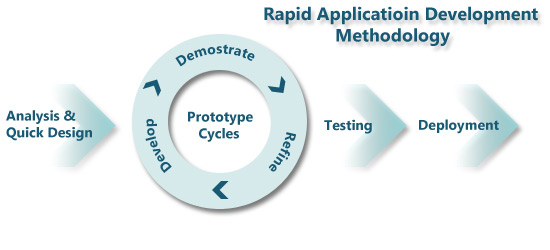 Rapid Applicatioin Development
Methodology
Analysis &
Quick Design
Demostrate
Refine
Develop
Prototype
Cycles
Testing
Deployment